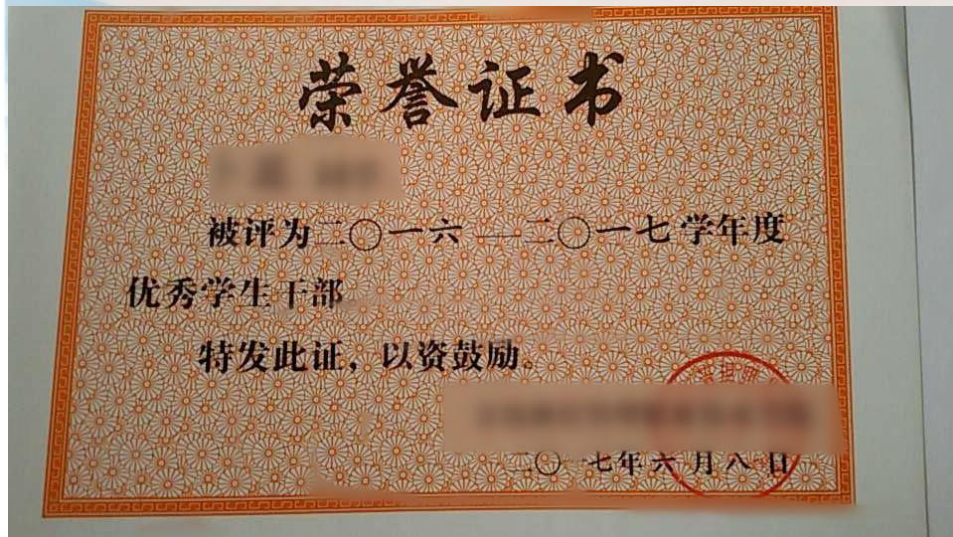 荣誉证书
被评为二〇一六—二〇一七学年度
优秀学生干部
特发此证，以资鼓励。
二〇一七年六月八日